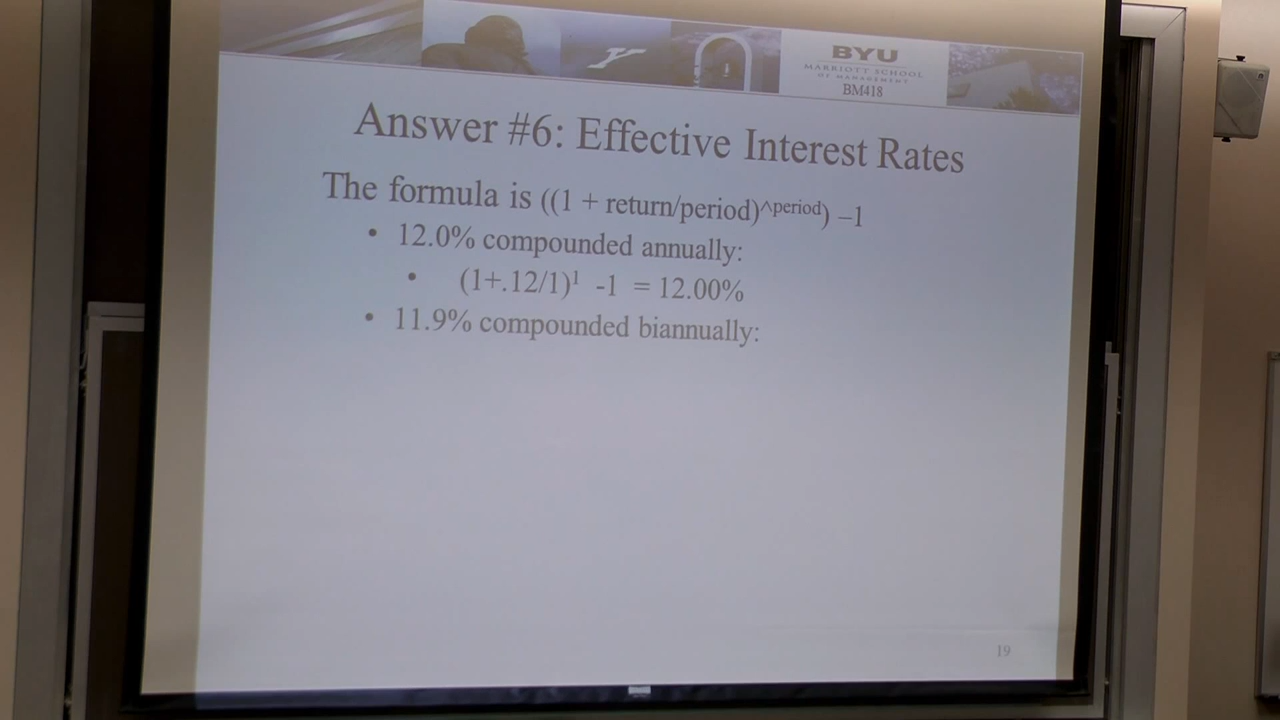 Y
BYU
MARRIOTT SCHOOL
OF MANAGEMENT
BM418
Answer #6: Effective Interest Rates
The formula is ((1 + return/period)^period) –1
• 12.0% compounded annually:
• (1+.12/1)¹ -1 = 12.00%
• 11.9% compounded biannually:
19